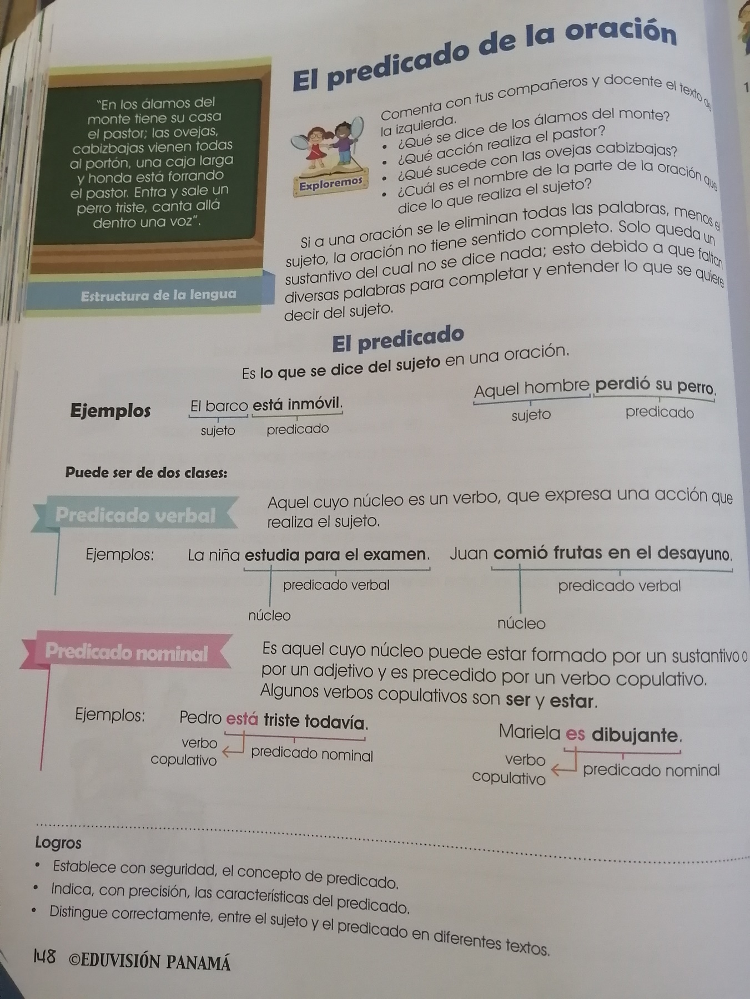 El predicado de la oración
"En los álamos del
monte tiene su casa
el pastor; las ovejas,
cabizbajas vienen todas
al portón, una caja larga
y honda está forrando
el pastor. Entra y sale un
perro triste, canta allá
dentro una voz".
Estructura de la lengua
Exploremos
Comenta con tus compañeros y docente el texto de
la izquierda.
• ¿Qué se dice de los álamos del monte?
• ¿Qué acción realiza el pastor?
• ¿Qué sucede con las ovejas cabizbajas?
• ¿Cuál es el nombre de la parte de la oración que
dice lo que realiza el sujeto?
Si a una oración se le eliminan todas las palabras, menos el
sujeto, la oración no tiene sentido completo. Solo queda un
sustantivo del cual no se dice nada; esto debido a que faltan
diversas palabras para completar y entender lo que se quiere
decir del sujeto.
El predicado
Es lo que se dice del sujeto en una oración.
Ejemplos El barco está inmóvil. Aquel hombre perdió su perro.
sujeto predicado sujeto predicado
Puede ser de dos clases:
Predicado verbal
Aquel cuyo núcleo es un verbo, que expresa una acción que
realiza el sujeto.
Ejemplos: La niña estudia para el examen. Juan comió frutas en el desayuno.
predicado verbal predicado verbal
núcleo núcleo
Predicado nominal
Es aquel cuyo núcleo puede estar formado por un sustantivo o
por un adjetivo y es precedido por un verbo copulativo.
Algunos verbos copulativos son ser y estar.
Ejemplos: Pedro está triste todavía. Mariela es dibujante.
verbo
copulativo
predicado nominal
verbo
copulativo
predicado nominal
Logros
• Establece con seguridad, el concepto de predicado.
• Indica, con precisión, las características del predicado.
• Distingue correctamente, entre el sujeto y el predicado en diferentes textos.
148 ©EDUVISIÓN PANAMÁ
1